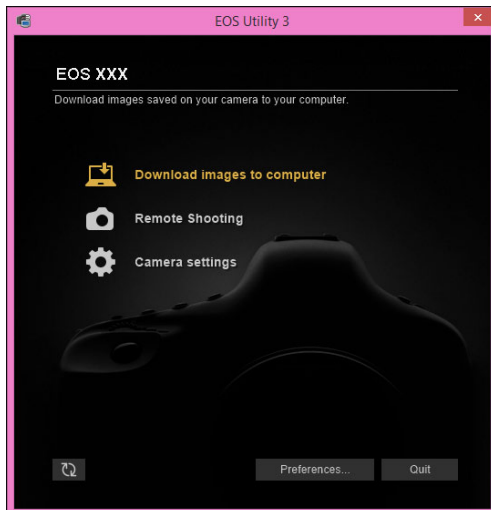 EOS Utility 3
EOS XXX
Download images saved on your camera to your computer.
Download images to computer
Remote Shooting
Camera settings
Preferences... Quit